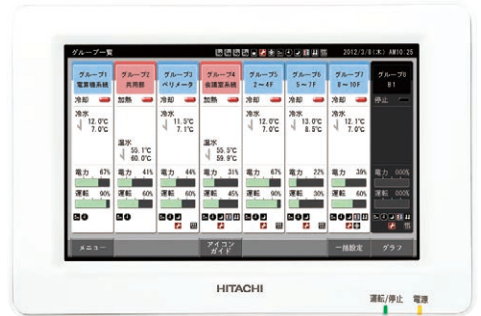 グループ一覧 2012/3/8(木) AM10:25
グループ1 グループ2 グループ3 グループ4 グループ5 グループ6 グループ7 グループ8
電算機系統 共用部 ペリメータ 会議室系統 2～4F 5～7F 8～10F B1
冷却 加熱 冷却 加熱 冷却 冷却 冷却 停止
冷水 冷水 冷水 冷水 冷水
12.0℃ 11.5℃ 12.0℃ 13.0℃ 12.1℃
7.0℃ 7.1℃ 7.0℃ 8.5℃ 7.0℃
温水 温水
55.1℃ 55.5℃
60.0℃ 59.9℃
電力 67% 電力 41% 電力 44% 電力 31% 電力 67% 電力 22% 電力 38% 電力 000%
運転 90% 運転 60% 運転 60% 運転 45% 運転 90% 運転 30% 運転 60% 運転 000%
メニュー アイコン 一括設定 グラフ
ガイド
HITACHI
運転/停止 電源